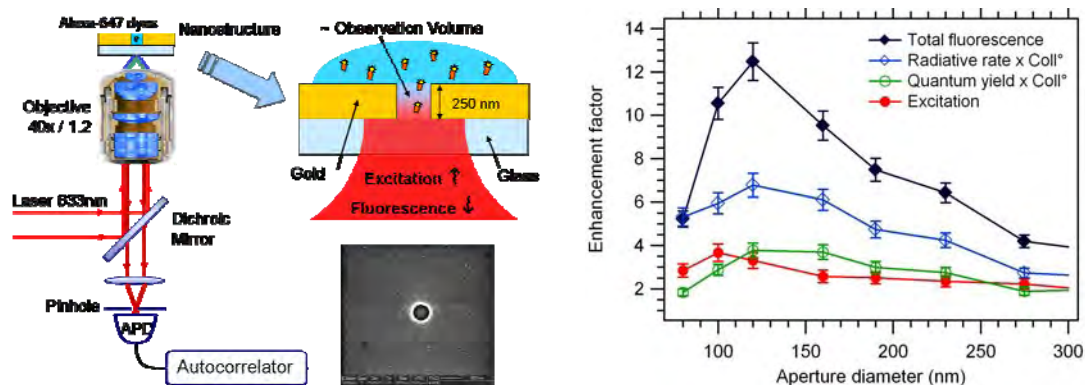 Alexa-647 dyes
Nanostructure
Objective
40x / 1.2
Laser 633nm
Dichroic
Mirror
Pinhole
APD
Autocorrelator
~ Observation Volume
250 nm
Gold
Glass
Excitation ↑
Fluorescence ↓
Enhancement factor
14
12
10
8
6
4
2
Total fluorescence
Radiative rate x Coll°
Quantum yield x Coll°
Excitation
100
150
200
250
300
Aperture diameter (nm)